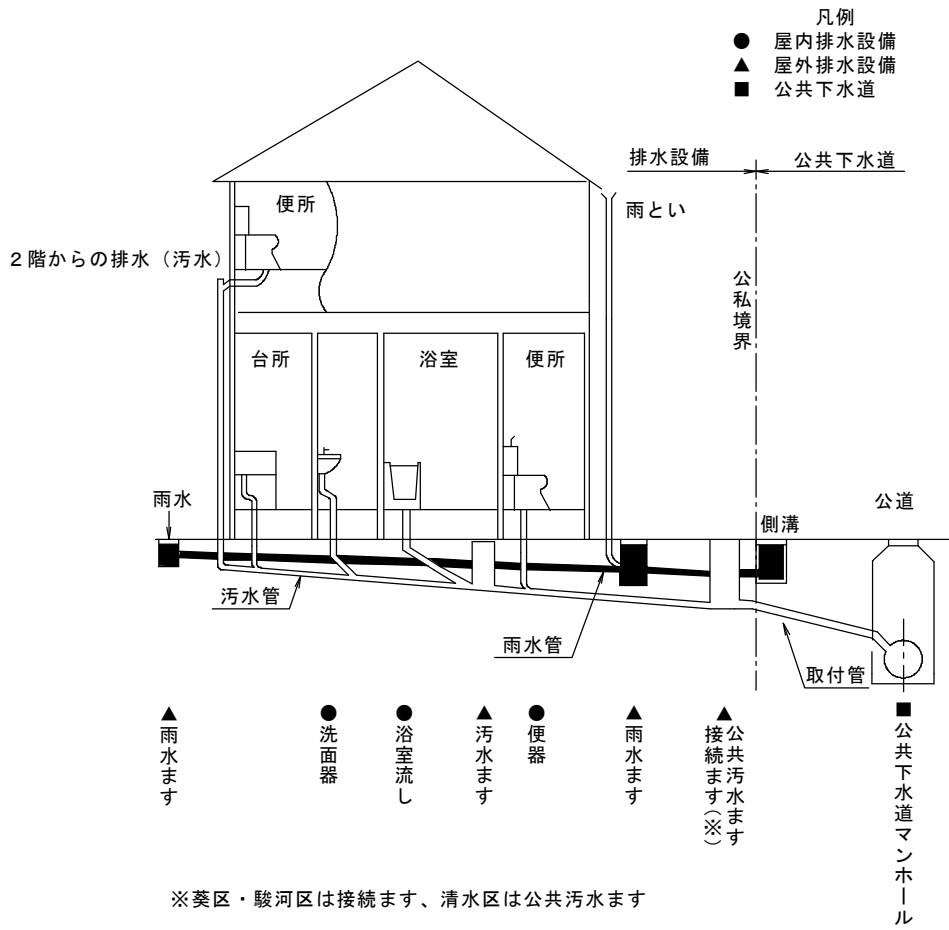 凡例
● 屋内排水設備
▲ 屋外排水設備
■ 公共下水道
排水設備
公共下水道
便所
雨とい
2階からの排水（汚水）
公私境界
台所
浴室
便所
雨水
側溝
公道
汚水管
雨水管
取付管
▲雨水ます
●洗面器
●浴室流し
▲汚水ます
●便器
▲雨水ます
▲公共汚水ます
接続ます(※)
■公共下水道マンホール
※葵区・駿河区は接続ます、清水区は公共汚水ます